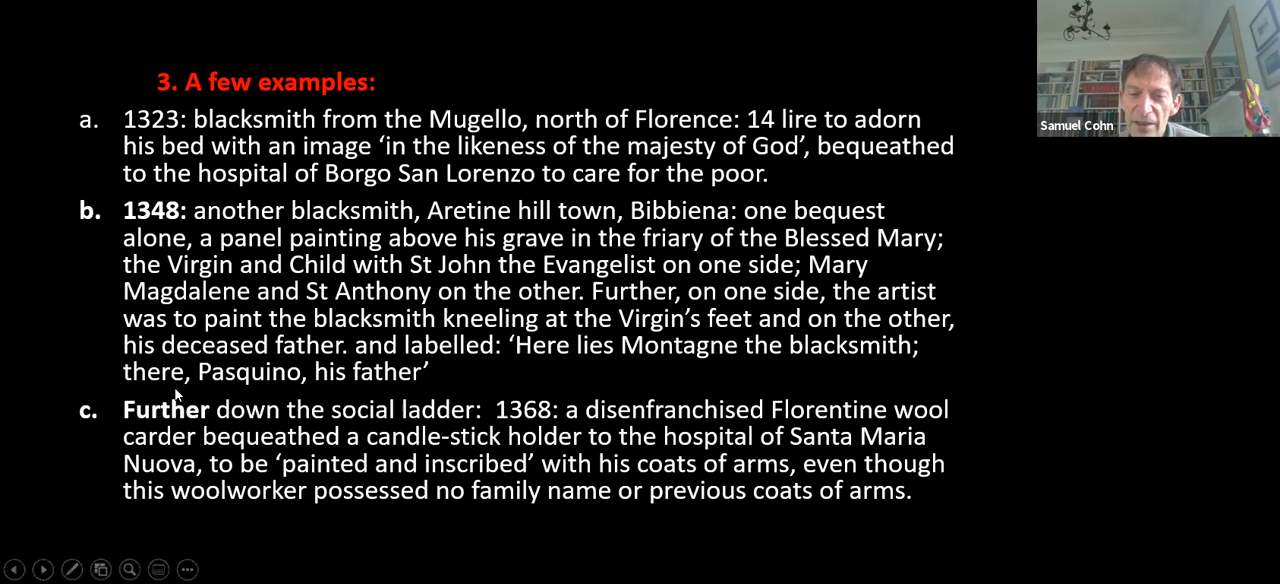 3. A few examples:
a. 1323: blacksmith from the Mugello, north of Florence: 14 lire to adorn
his bed with an image ‘in the likeness of the majesty of God’, bequeathed
to the hospital of Borgo San Lorenzo to care for the poor.
b. 1348: another blacksmith, Aretine hill town, Bibbiena: one bequest
alone, a panel painting above his grave in the friary of the Blessed Mary;
the Virgin and Child with St John the Evangelist on one side; Mary
Magdalene and St Anthony on the other. Further, on one side, the artist
was to paint the blacksmith kneeling at the Virgin’s feet and on the other,
his deceased father. and labelled: ‘Here lies Montagne the blacksmith;
there, Pasquino, his father’
c. Further down the social ladder: 1368: a disenfranchised Florentine wool
carder bequeathed a candle-stick holder to the hospital of Santa Maria
Nuova, to be ‘painted and inscribed’ with his coats of arms, even though
this woolworker possessed no family name or previous coats of arms.
Samuel Cohn